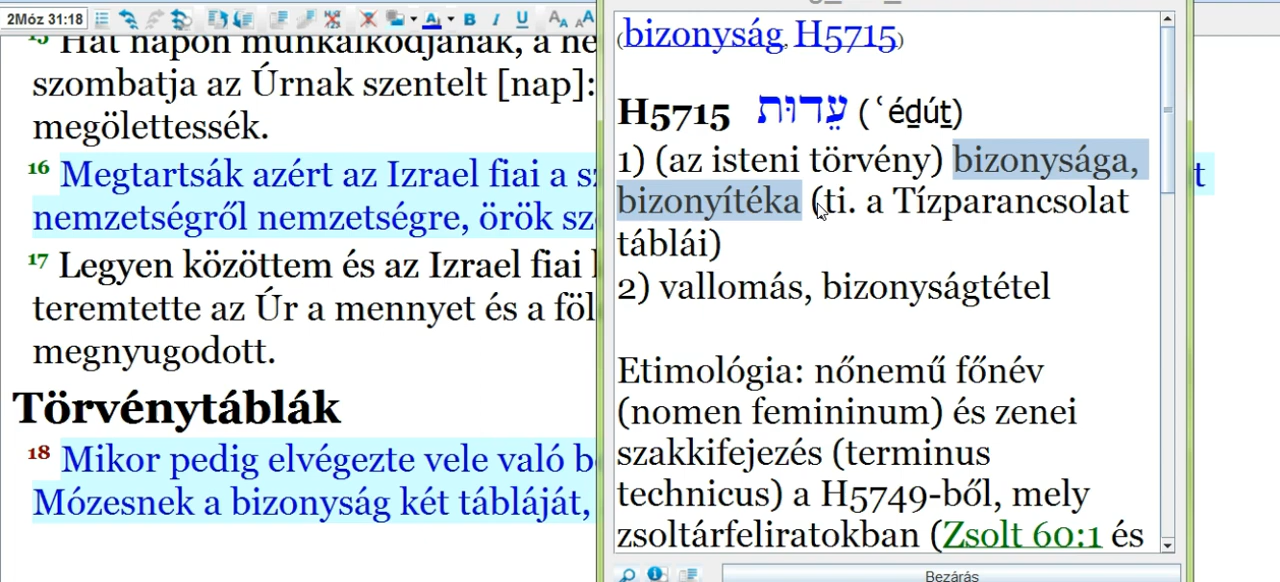 2Móz 31:18
15 Hat napon munkálkodjanak, a
szombatja az Úrnak szentelt [nap]:
megölettessék.
16 Megtartsák azért az Izrael fiai a
nemzetségről nemzetségre, örök
17 Legyen közöttem és az Izrael fiai
teremtette az Úr a mennyet és a
megnyugodott.
Törvénytáblák
18 Mikor pedig elvégezte vele való
Mózesnek a bizonyság két tábláját,
(bizonyság, H5715)
H5715 עֵדוּת (ʿéḏúṯ)
1) (az isteni törvény) bizonysága,
bizonyítéka (ti. a Tízparancsolat
táblái)
2) vallomás, bizonyságtétel
Etimológia: nőnemű főnév
(nomen femininum) és zenei
szakkifejezés (terminus
technicus) a H5749-ből, mely
zsoltárfeliratokban (Zsolt 60:1 és
Bezárás